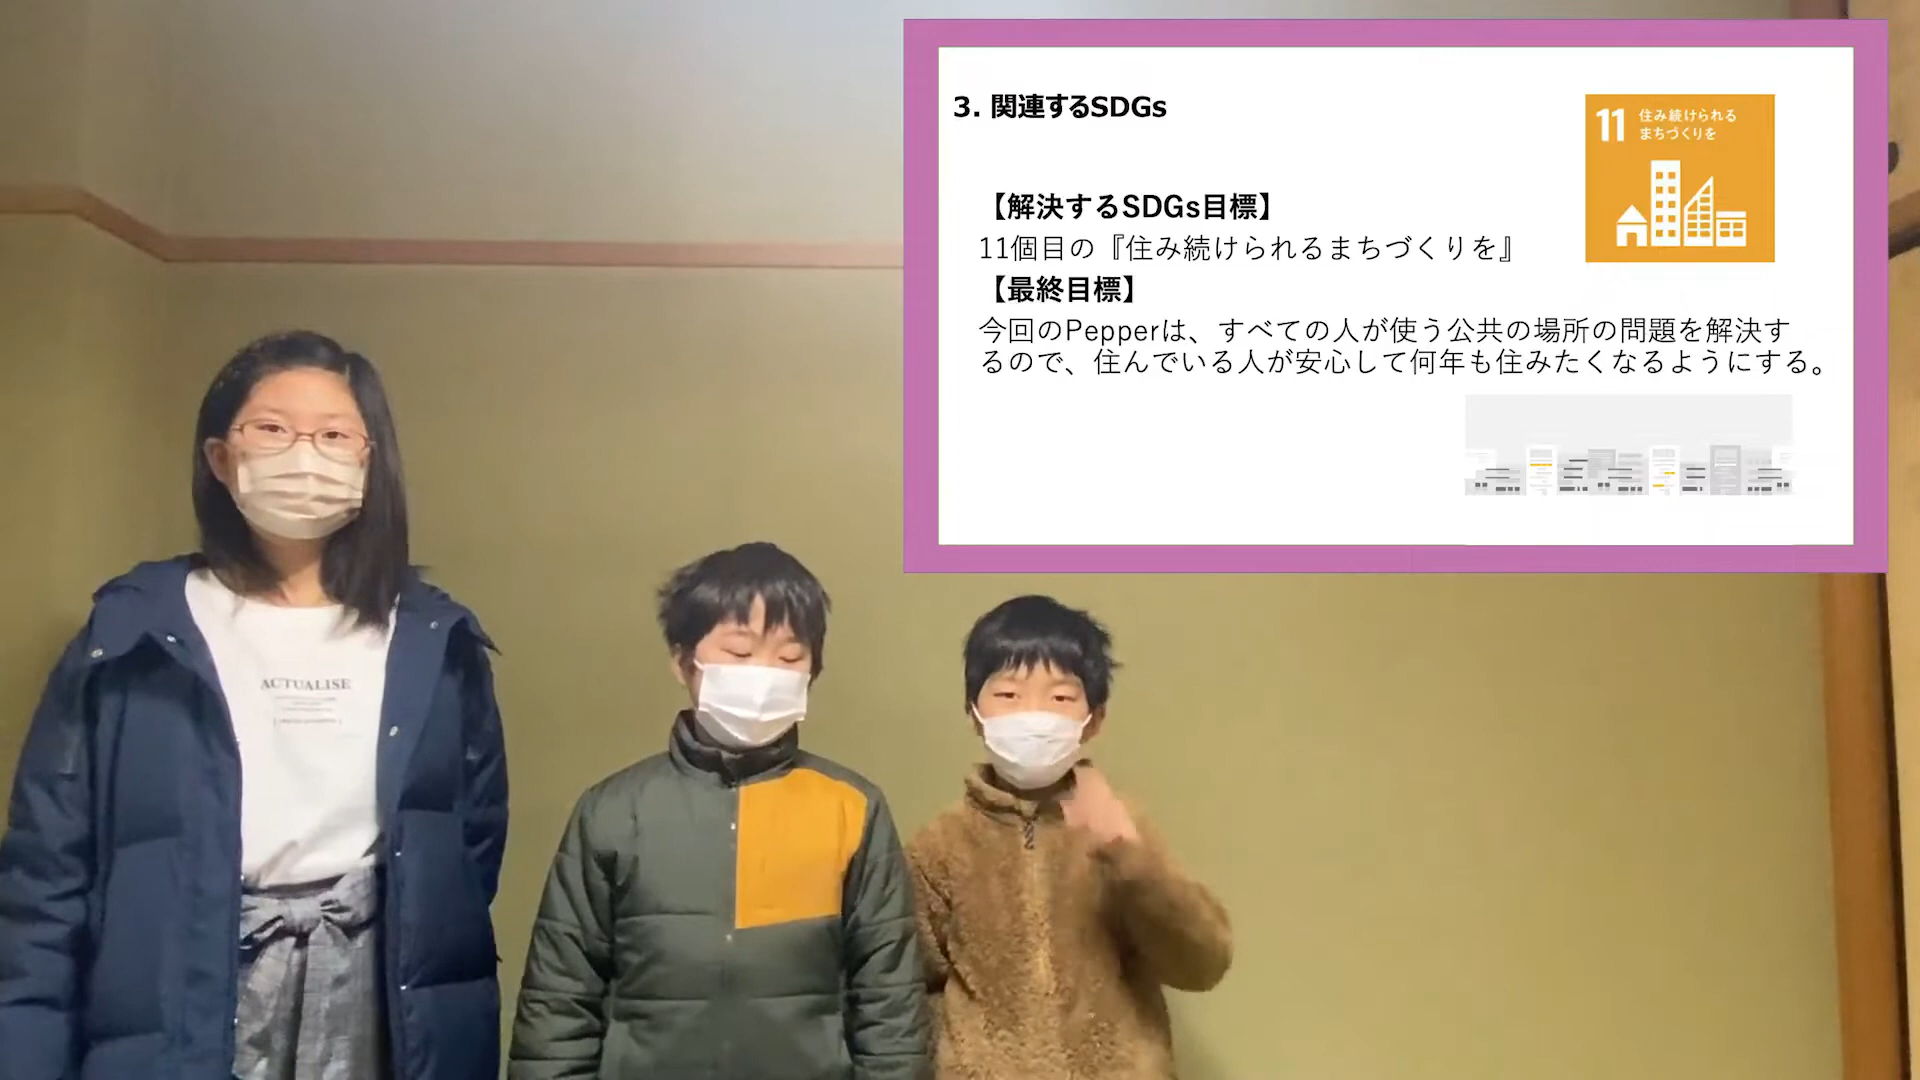 3. 関連するSDGs
11 住み続けられる
まちづくりを
【解決するSDGs目標】
11個目の『住み続けられるまちづくりを』
【最終目標】
今回のPepperは、すべての人が使う公共の場所の問題を解決す
るので、住んでいる人が安心して何年も住みたくなるようにする。
ACTUALISE